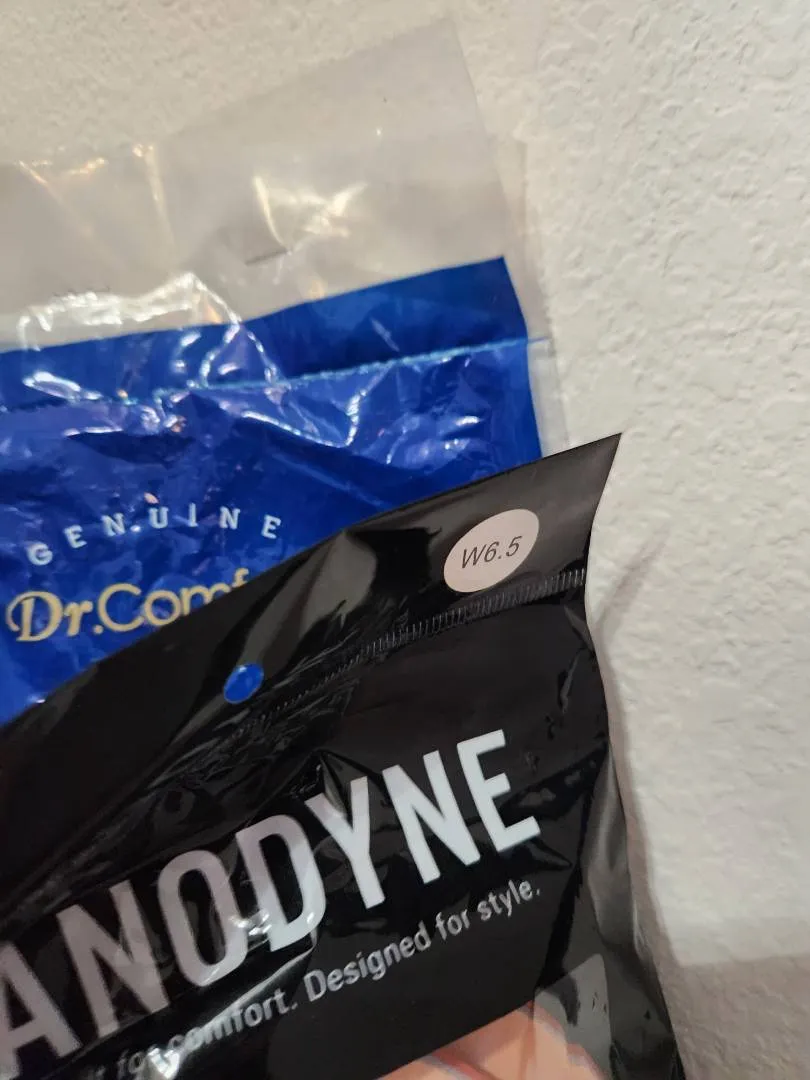 GENUINE
Dr.Comf
W6.5
ANODYNE
for comfort. Designed for style.